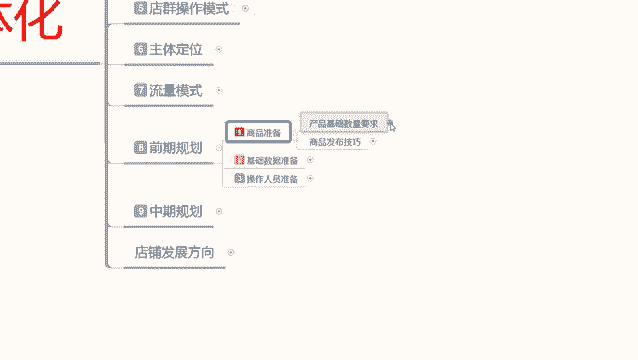 体化
5 店群操作模式
6 主体定位
7 流量模式
8 前期规划
1 商品准备
产品基础数量要求
商品发布技巧
基础数据准备
3 操作人员准备
9 中期规划
店铺发展方向